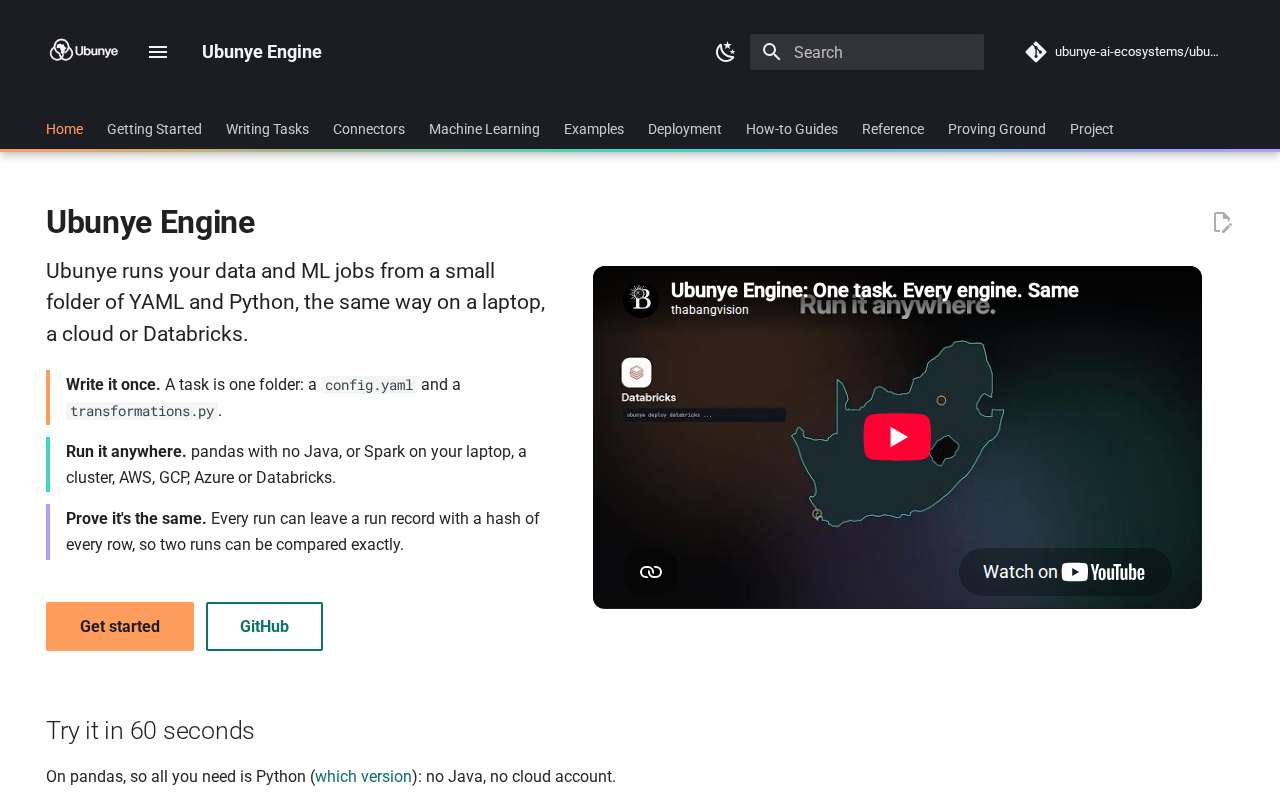 Ubunye
Ubunye Engine
Search
ubunye-ai-ecosystems/ubu…
Home
Getting Started
Writing Tasks
Connectors
Machine Learning
Examples
Deployment
How-to Guides
Reference
Proving Ground
Project
Ubunye Engine
Ubunye runs your data and ML jobs from a small
folder of YAML and Python, the same way on a laptop,
a cloud or Databricks.
Write it once. A task is one folder: a config.yaml and a
transformations.py.
Run it anywhere. pandas with no Java, or Spark on your laptop, a
cluster, AWS, GCP, Azure or Databricks.
Prove it's the same. Every run can leave a run record with a hash of
every row, so two runs can be compared exactly.
Get started
GitHub
B
Ubunye Engine: One task. Every engine. Same
thabangvision
Run it anywhere.
Databricks
ubunye deploy databricks ...
Watch on YouTube
Try it in 60 seconds
On pandas, so all you need is Python (which version): no Java, no cloud account.